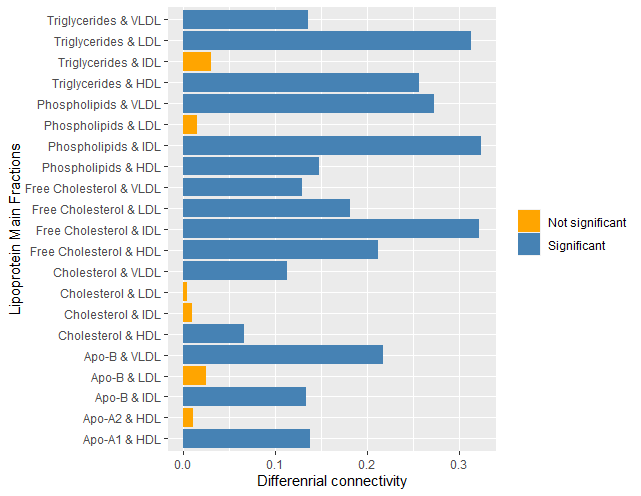 Triglycerides & VLDL
Triglycerides & LDL
Triglycerides & IDL
Triglycerides & HDL
Phospholipids & VLDL
Phospholipids & LDL
Phospholipids & IDL
Phospholipids & HDL
Free Cholesterol & VLDL
Free Cholesterol & LDL
Free Cholesterol & IDL
Free Cholesterol & HDL
Cholesterol & VLDL
Cholesterol & LDL
Cholesterol & IDL
Cholesterol & HDL
Apo-B & VLDL
Apo-B & LDL
Apo-B & IDL
Apo-A2 & HDL
Apo-A1 & HDL
Lipoprotein Main Fractions
0.0 0.1 0.2 0.3
Differenrial connectivity
Not significant
Significant